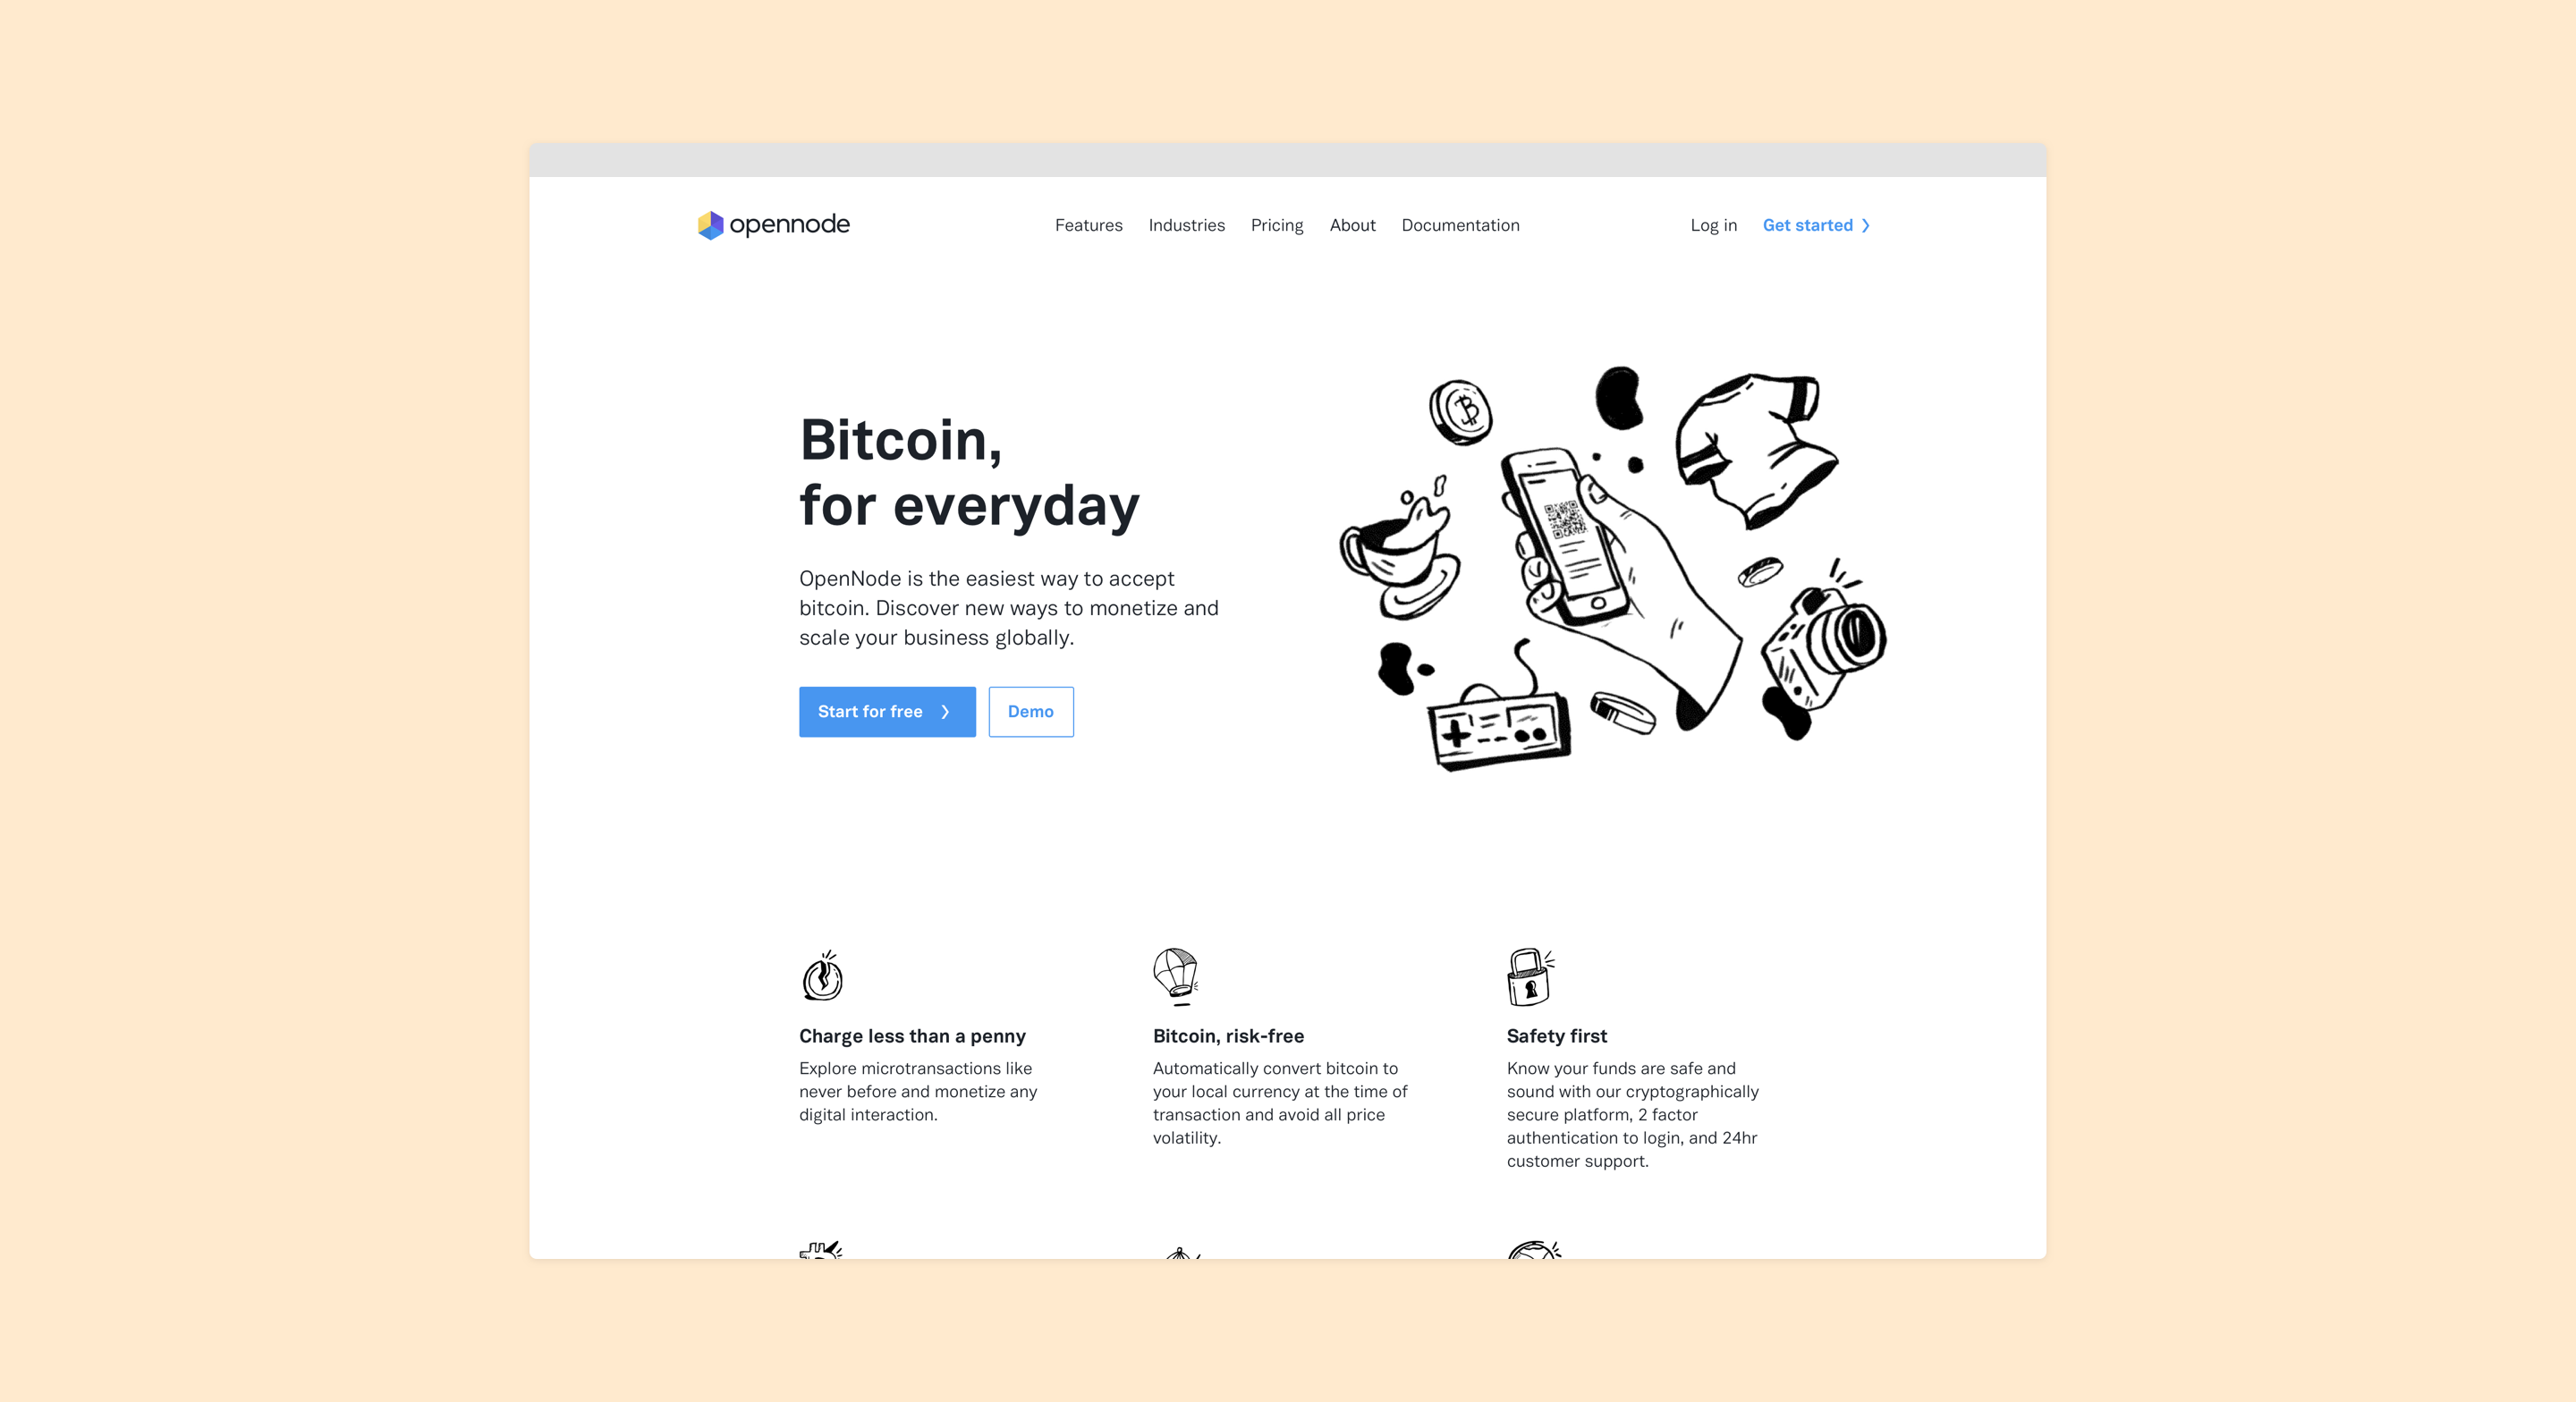 opennode
Features
Industries
Pricing
About
Documentation
Log in
Get started
Bitcoin,
for everyday
OpenNode is the easiest way to accept
bitcoin. Discover new ways to monetize and
scale your business globally.
Start for free
Demo
Charge less than a penny
Explore microtransactions like
never before and monetize any
digital interaction.
Bitcoin, risk-free
Automatically convert bitcoin to
your local currency at the time of
transaction and avoid all price
volatility.
Safety first
Know your funds are safe and
sound with our cryptographically
secure platform, 2 factor
authentication to login, and 24hr
customer support.